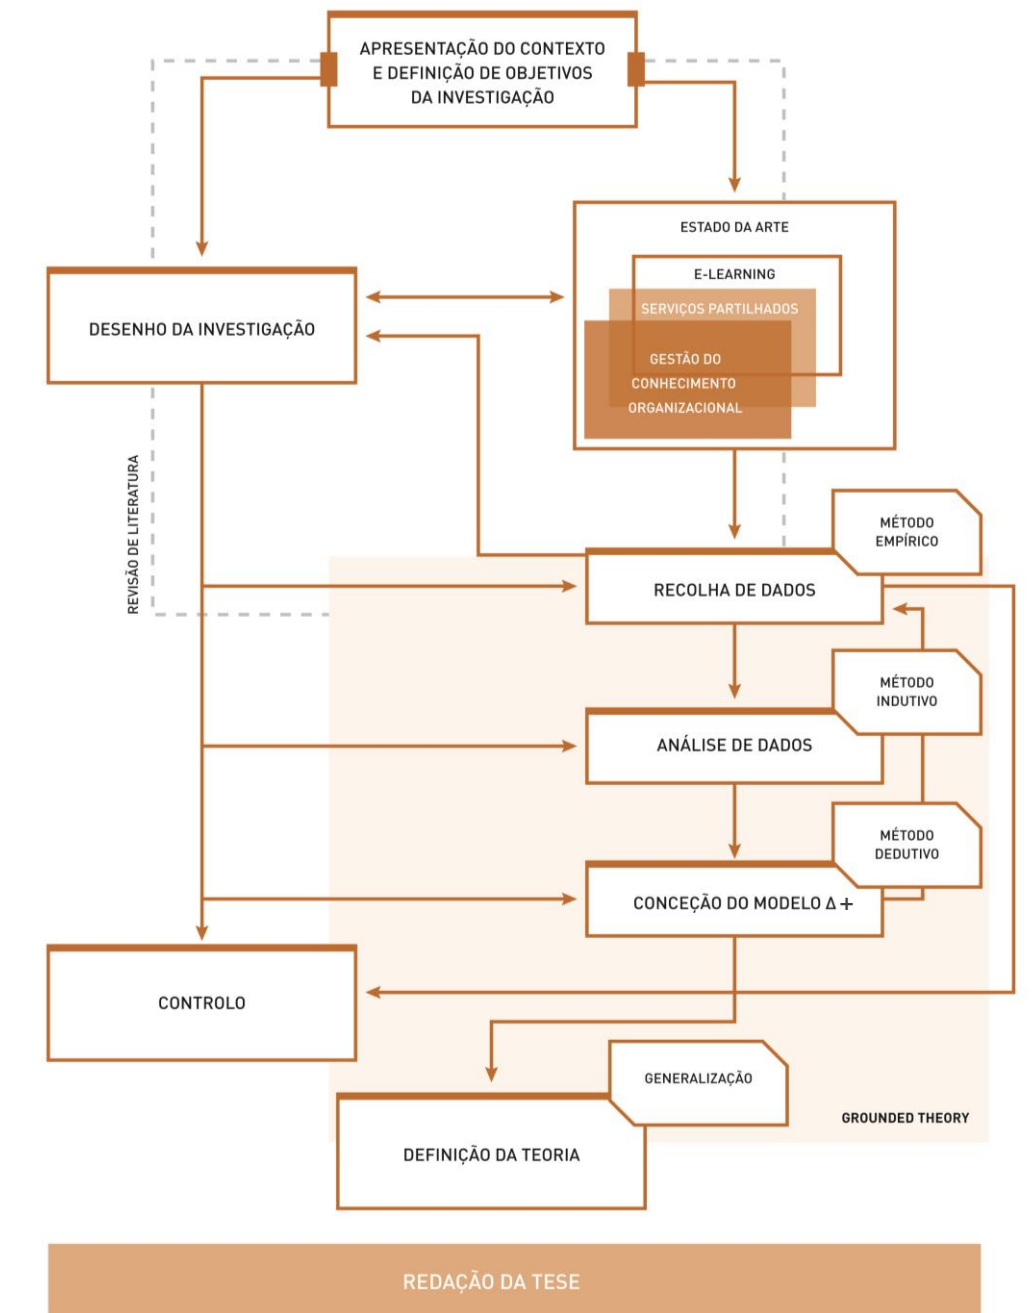 APRESENTAÇÃO DO CONTEXTO
E DEFINIÇÃO DE OBJETIVOS
DA INVESTIGAÇÃO
ESTADO DA ARTE
E-LEARNING
SERVIÇOS PARTILHADOS
GESTÃO DO
CONHECIMENTO
ORGANIZACIONAL
DESENHO DA INVESTIGAÇÃO
REVISÃO DE LITERATURA
MÉTODO
EMPÍRICO
RECOLHA DE DADOS
MÉTODO
INDUTIVO
ANÁLISE DE DADOS
MÉTODO
DEDUTIVO
CONCEÇÃO DO MODELO Δ +
CONTROLO
GENERALIZAÇÃO
GROUNDED THEORY
DEFINIÇÃO DA TEORIA
REDAÇÃO DA TESE